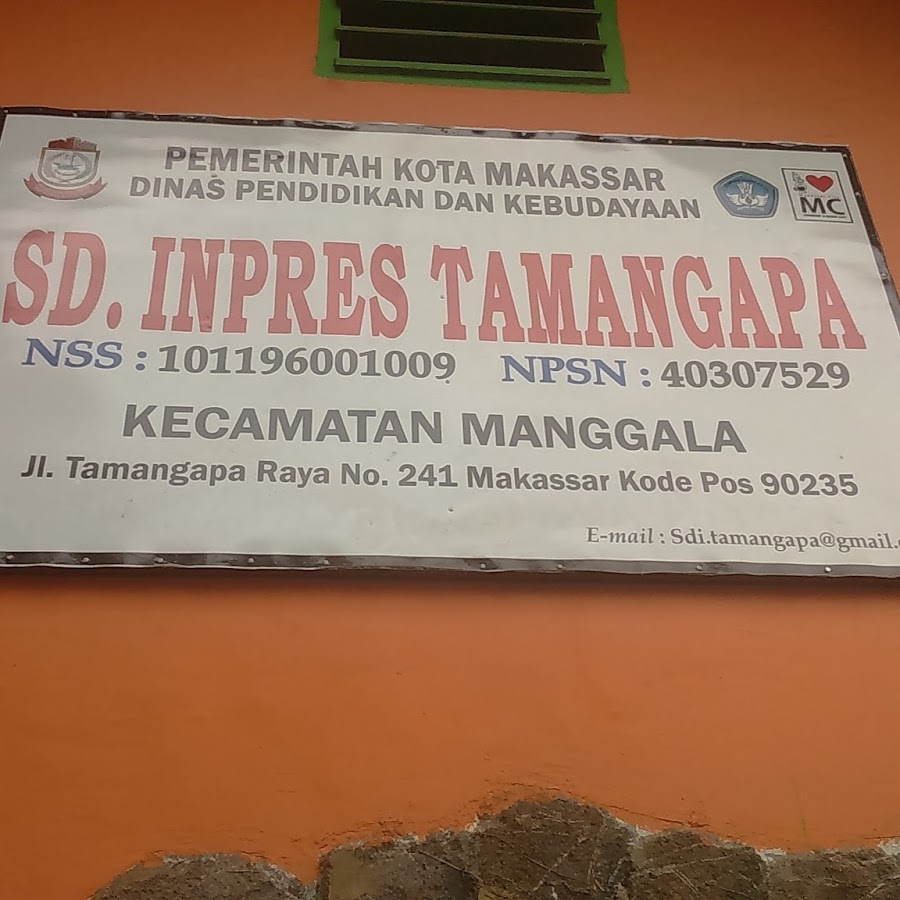 PEMERINTAH KOTA MAKASSAR
DINAS PENDIDIKAN DAN KEBUDAYAAN
MC
SD. INPRES TAMANGAPA
NSS : 101196001009 NPSN : 40307529
KECAMATAN MANGGALA
Jl. Tamangapa Raya No. 241 Makassar Kode Pos 90235
E-mail : Sdi.tamangapa@gmail.